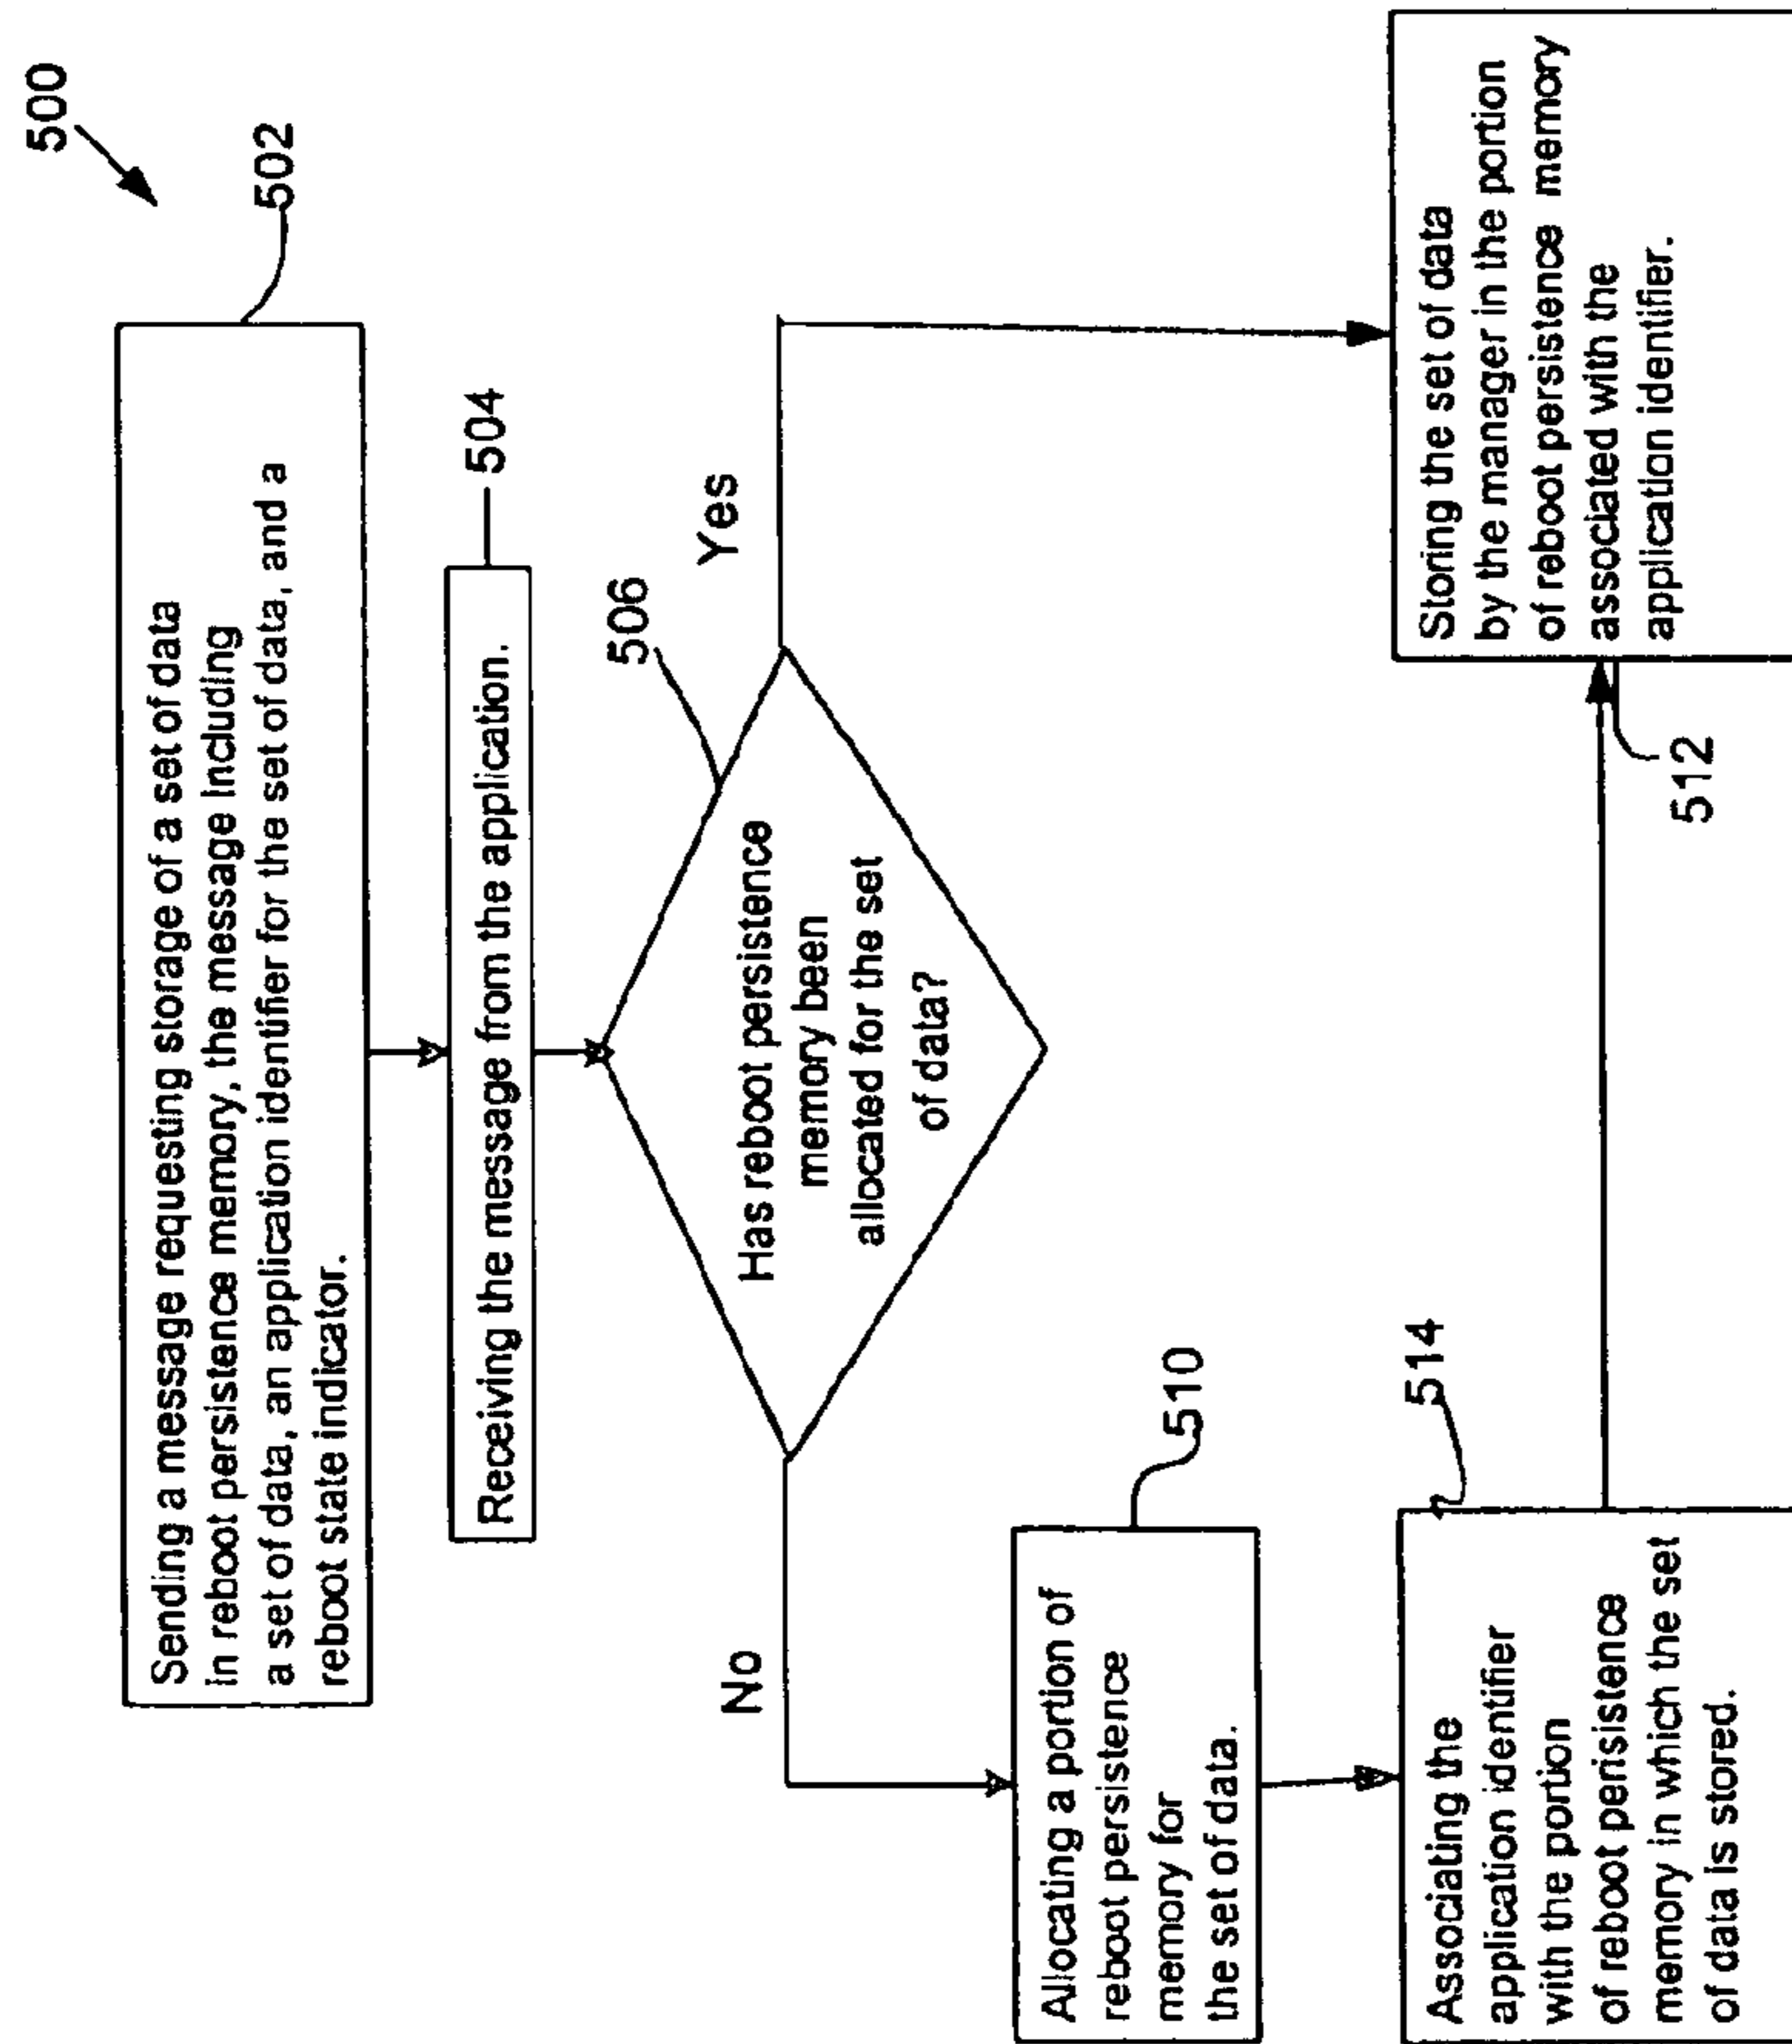 500
502
Sending a message requesting storage of a set of data
in reboot persistence memory, the message including
a set of data, an application identifier for the set of data, and a
reboot state indicator.
504
Receiving the message from the application.
506
Has reboot persistence
memory been
allocated for the set
of data?
No
Yes
510
Allocating a portion of
reboot persistence
memory for
the set of data.
514
Associating the
application identifier
with the portion
of reboot perisistence
memory in which the set
of data is stored.
Storing the set of data
by the manager in the portion
of reboot persistence memory
associated with the
application identifier.
512